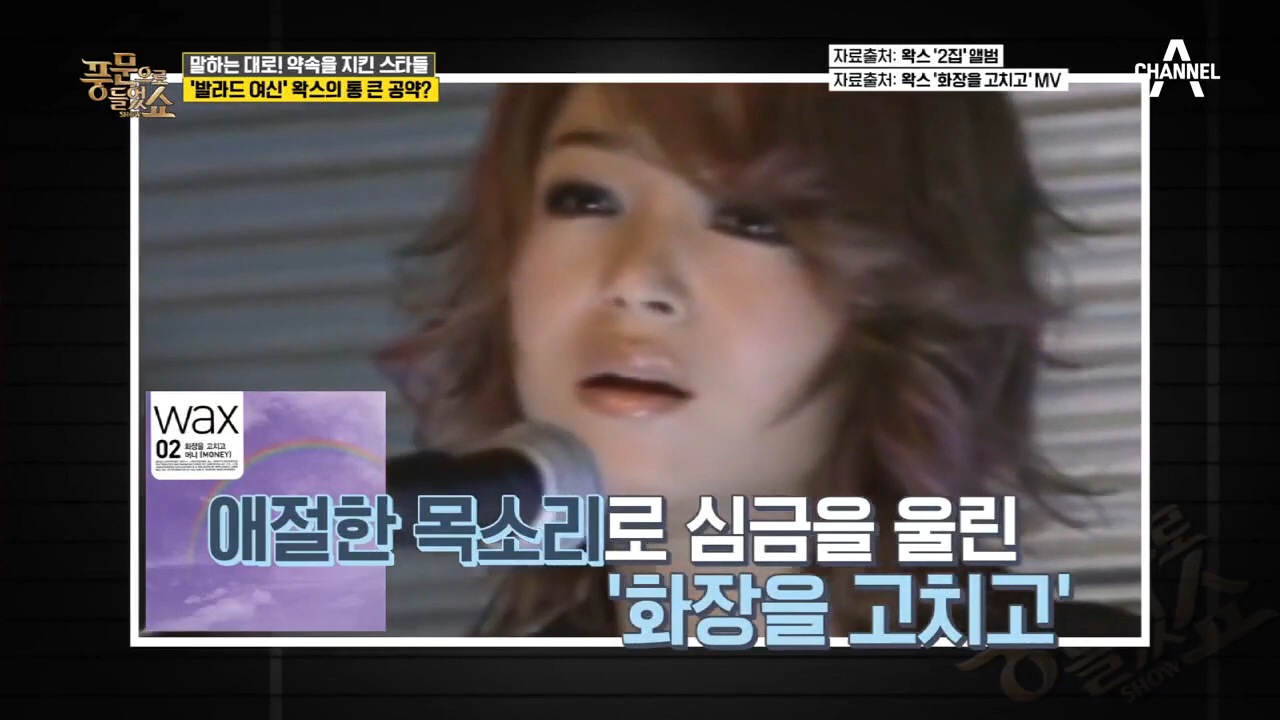 풍문으로
들었쇼
SHOW
말하는 대로! 약속을 지킨 스타들
'발라드 여신' 왁스의 통 큰 공약?
자료출처: 왁스 '2집' 앨범
자료출처: 왁스 '화장을 고치고' MV
CHANNEL A
wax
02 화장을 고치고
머니 (MONEY)
애절한 목소리로 심금을 울린
'화장을 고치고'
SHOW